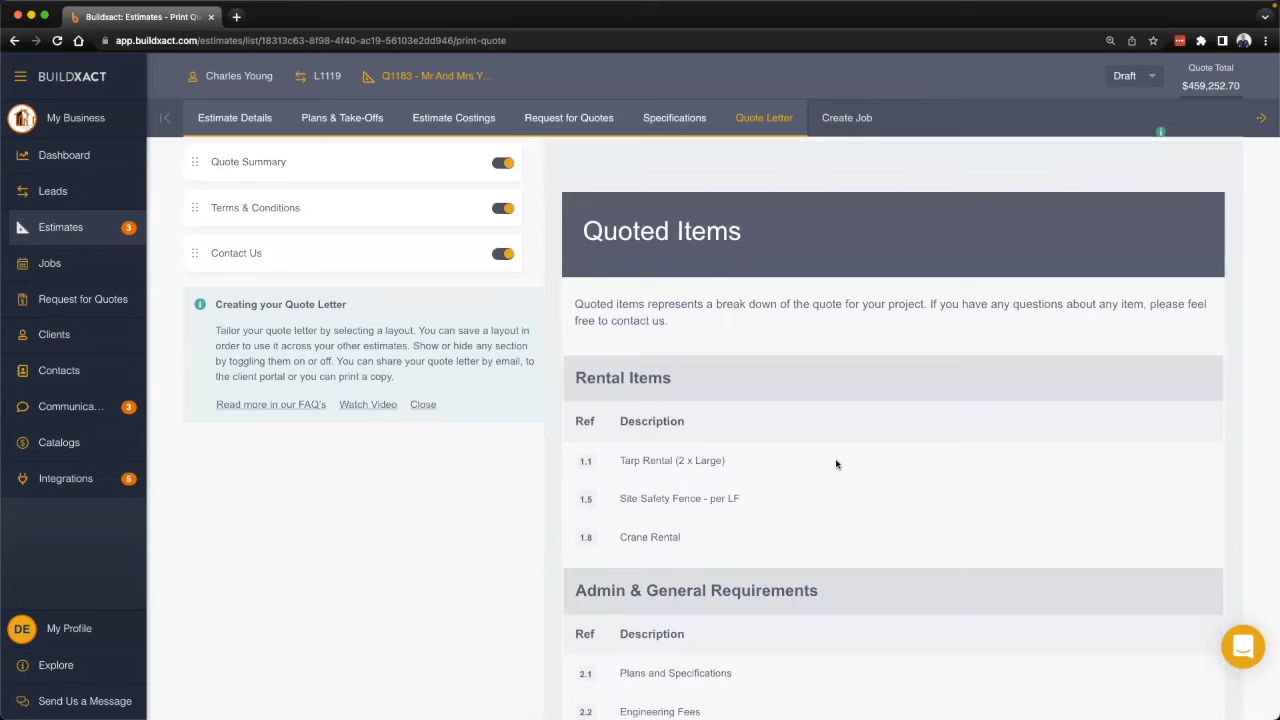 Buildxact: Estimates - Print Qu
app.buildxact.com/estimates/list/18313c63-8f98-4f40-ac19-56103e2dd946/print-quote
BUILDXACT
Charles Young
L1119
Q1183 - Mr And Mrs Y...
Draft
Quote Total
$459,252.70
My Business
Estimate Details
Plans & Take-Offs
Estimate Costings
Request for Quotes
Specifications
Quote Letter
Create Job
Dashboard
Leads
Estimates 3
Jobs
Request for Quotes
Clients
Contacts
Communica... 3
Catalogs
Integrations 5
DE My Profile
Explore
Send Us a Message
Quote Summary
Terms & Conditions
Contact Us
Creating your Quote Letter
Tailor your quote letter by selecting a layout. You can save a layout in
order to use it across your other estimates. Show or hide any section
by toggling them on or off. You can share your quote letter by email, to
the client portal or you can print a copy.
Read more in our FAQ's Watch Video Close
Quoted Items
Quoted items represents a break down of the quote for your project. If you have any questions about any item, please feel
free to contact us.
Rental Items
Ref Description
1.1 Tarp Rental (2 x Large)
1.5 Site Safety Fence - per LF
1.8 Crane Rental
Admin & General Requirements
Ref Description
2.1 Plans and Specifications
2.2 Engineering Fees